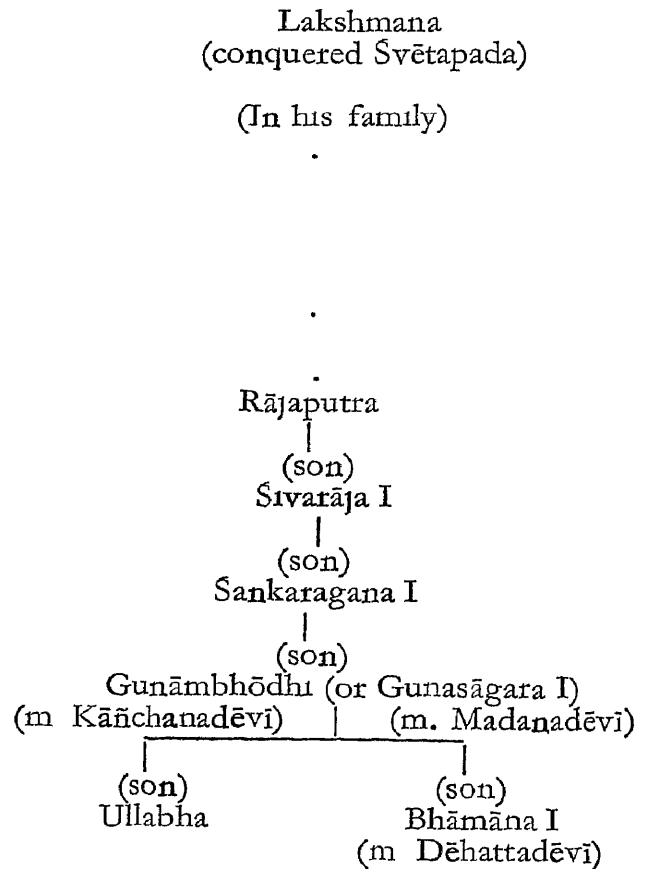 Lakshmana
(conquered Śvētapada)
(In his family)
Rājaputra
(son)
Śivarāja I
(son)
Śankaragana I
(son)
Gunāmbhōdhi (or Gunasāgara I)
(m Kāñchanadēvī) (m. Madanadēvī)
(son) (son)
Ullabha Bhāmāna I
(m Dēhattadēvī)